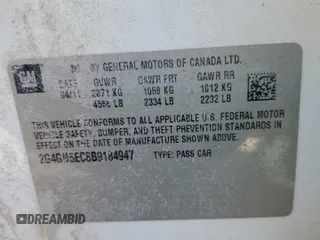 GM MFD BY GENERAL MOTORS OF CANADA LTD.
DATE GVWR GAWR FRT GAWR RR
04/11 2071 KG 1059 KG 1012 KG
4566 LB 2334 LB 2232 LB
THIS VEHICLE CONFORMS TO ALL APPLICABLE U.S. FEDERAL MOTOR
VEHICLE SAFETY, BUMPER, AND THEFT PREVENTION STANDARDS
IN EFFECT ON THE DATE OF MANUFACTURE SHOWN ABOVE.
TYPE: PASS CAR